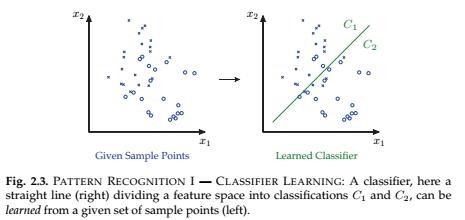 x2
x2
C1
C2
x1
x1
Given Sample Points
Learned Classifier
Fig. 2.3. PATTERN RECOGNITION I — CLASSIFIER LEARNING: A classifier, here a
straight line (right) dividing a feature space into classifications C1 and C2, can be
learned from a given set of sample points (left).